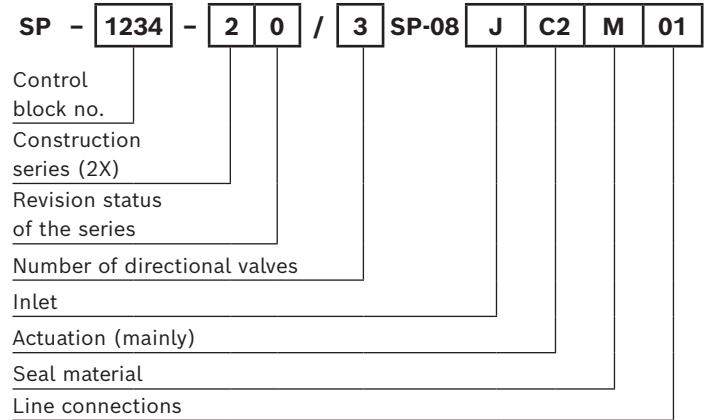 SP – 1234 – 2 0 / 3 SP-08 J C2 M 01
Control
block no.
Construction
series (2X)
Revision status
of the series
Number of directional valves
Inlet
Actuation (mainly)
Seal material
Line connections